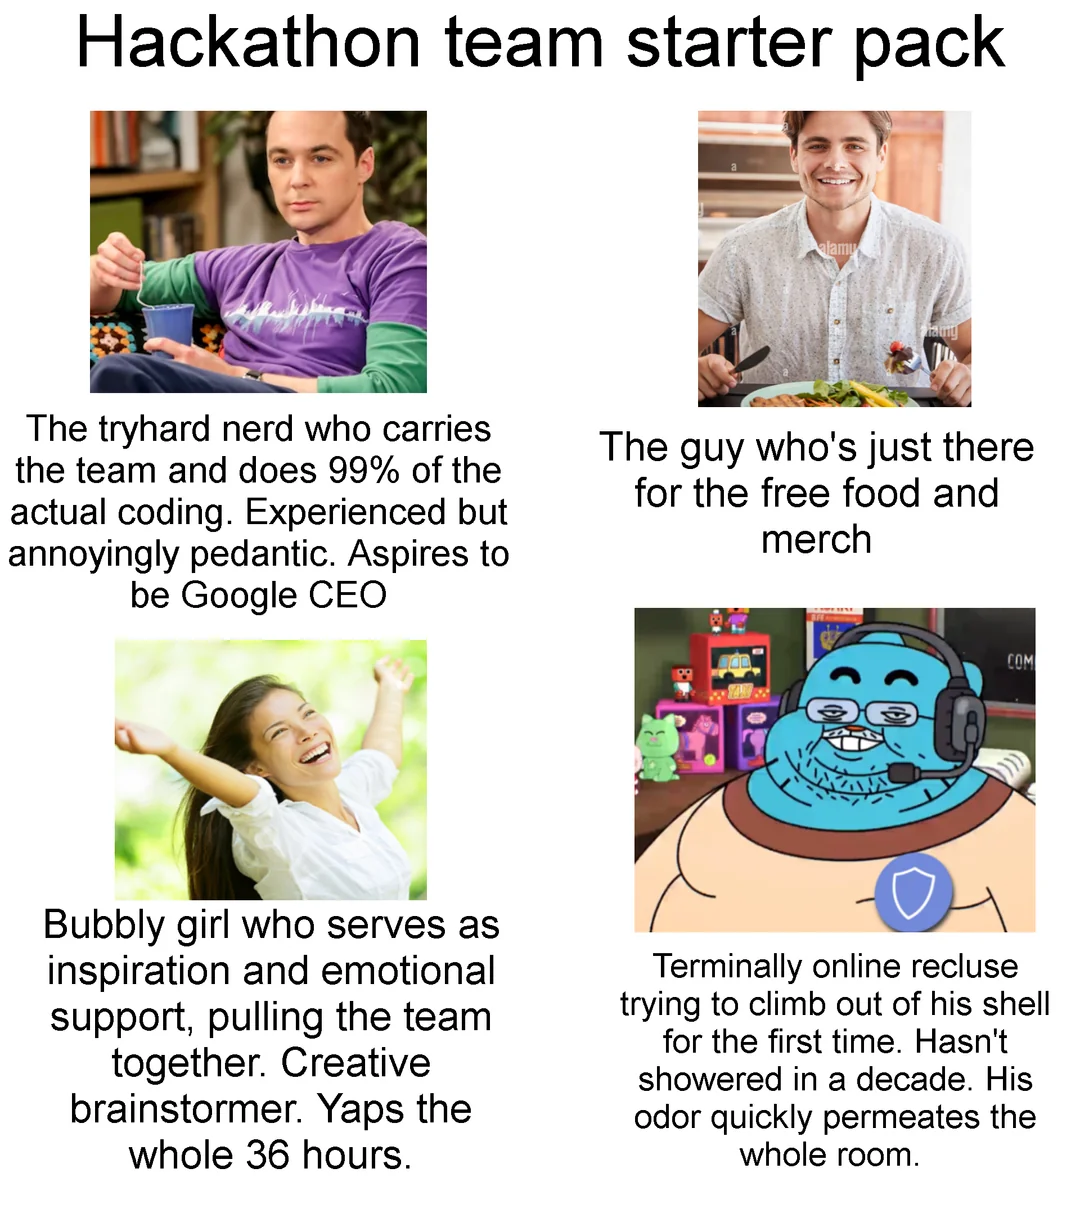 Hackathon team starter pack
The tryhard nerd who carries
the team and does 99% of the
actual coding. Experienced but
annoyingly pedantic. Aspires to
be Google CEO
a
a
a
alamy
a
alamy
a
The guy who's just there
for the free food and
merch
Bubbly girl who serves as
inspiration and emotional
support, pulling the team
together. Creative
brainstormer. Yaps the
whole 36 hours.
COM
TAXI
Terminally online recluse
trying to climb out of his shell
for the first time. Hasn't
showered in a decade. His
odor quickly permeates the
whole room.